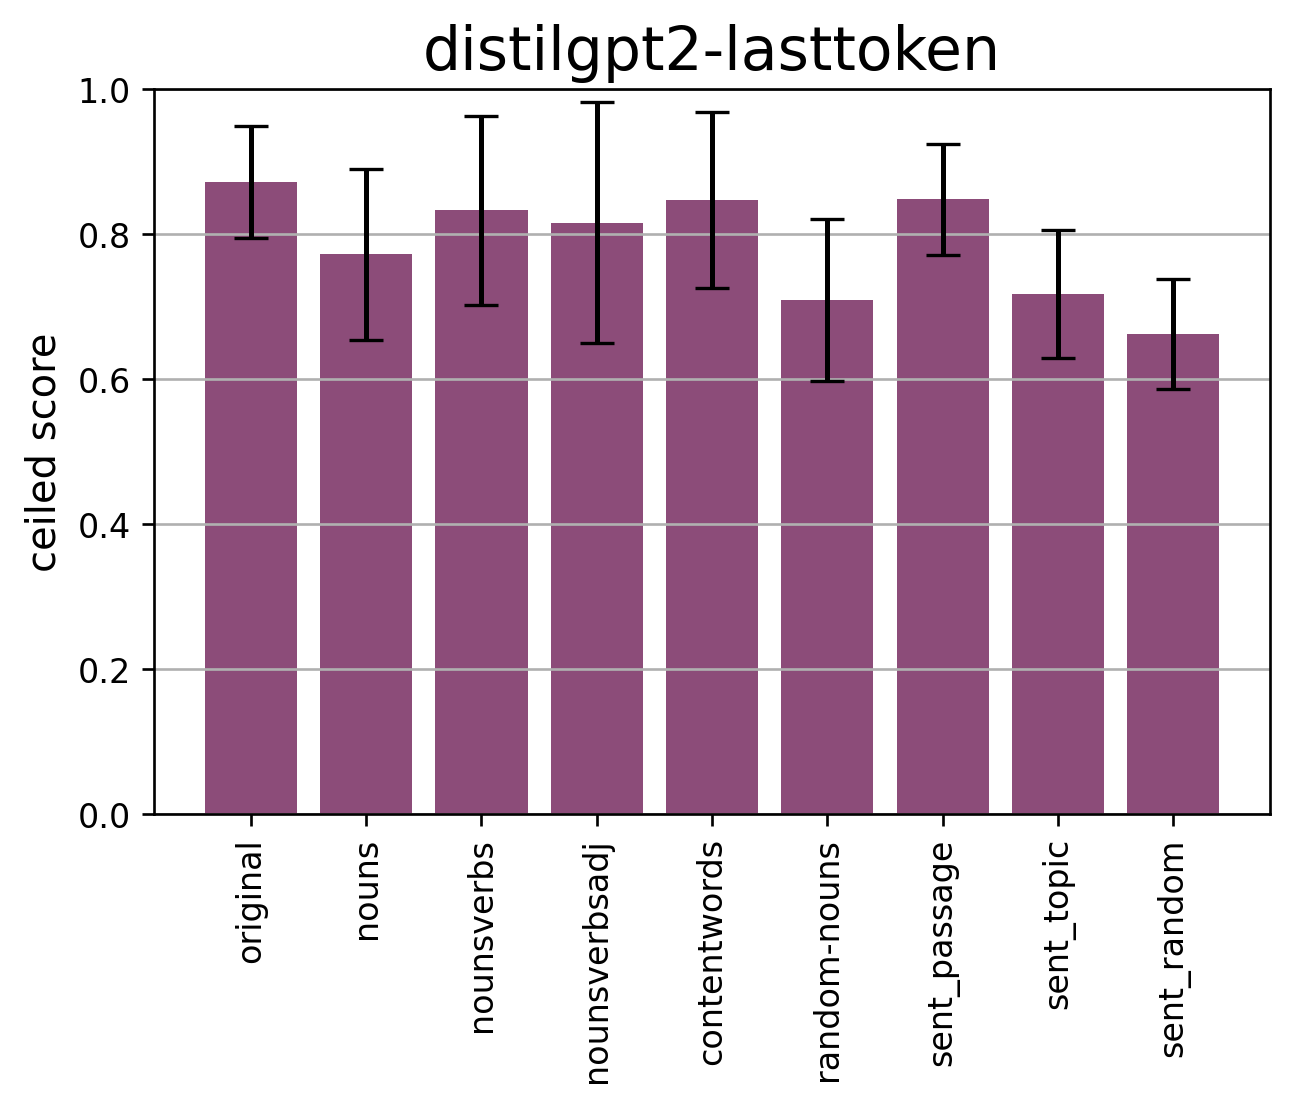 distilgpt2-lasttoken
ceiled score
1.0
0.8
0.6
0.4
0.2
0.0
original
nouns
nounsverbs
nounsverbsadj
contentwords
random-nouns
sent_passage
sent_topic
sent_random